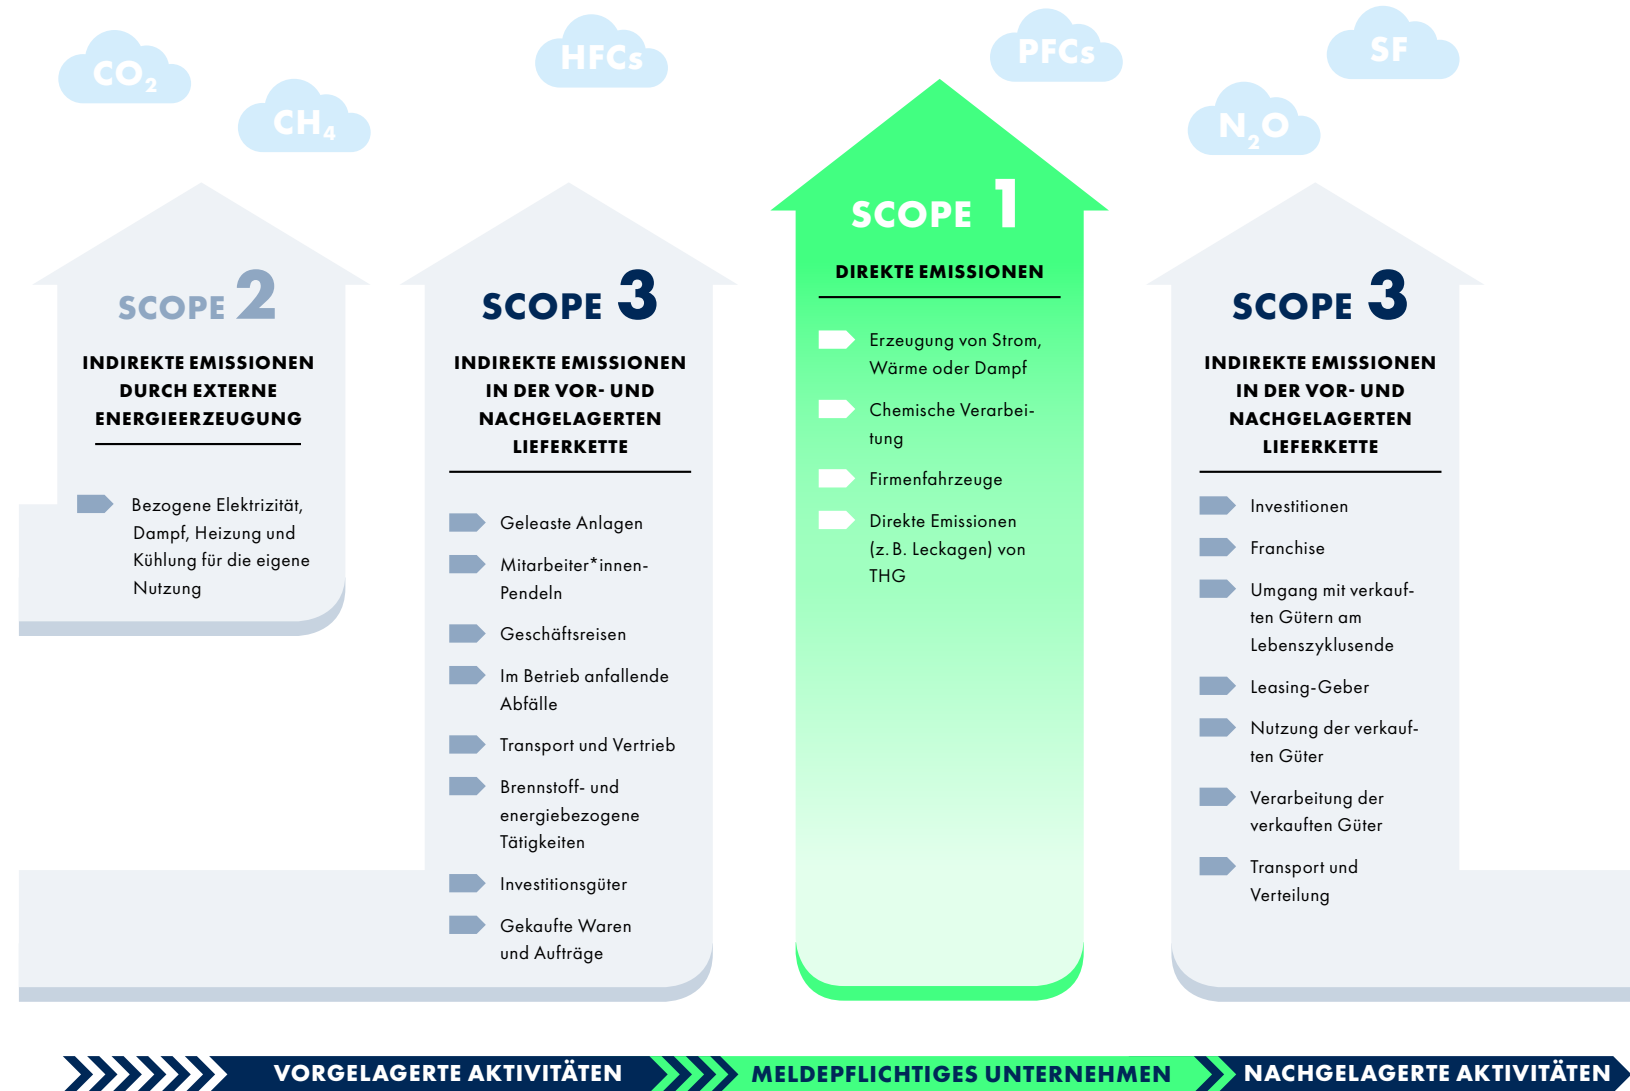 CO₂
CH₄
HFCs
PFCs
N₂O
SF
SCOPE 2
INDIREKTE EMISSIONEN
DURCH EXTERNE
ENERGIEERZEUGUNG
Bezogene Elektrizität,
Dampf, Heizung und
Kühlung für die eigene
Nutzung
SCOPE 3
INDIREKTE EMISSIONEN
IN DER VOR- UND
NACHGELAGERTEN
LIEFERKETTE
Geleaste Anlagen
Mitarbeiter*innen-
Pendeln
Geschäftsreisen
Im Betrieb anfallende
Abfälle
Transport und Vertrieb
Brennstoff- und
energiebezogene
Tätigkeiten
Investitionsgüter
Gekaufte Waren
und Aufträge
SCOPE 1
DIREKTE EMISSIONEN
Erzeugung von Strom,
Wärme oder Dampf
Chemische Verarbei-
tung
Firmenfahrzeuge
Direkte Emissionen
(z. B. Leckagen) von
THG
SCOPE 3
INDIREKTE EMISSIONEN
IN DER VOR- UND
NACHGELAGERTEN
LIEFERKETTE
Investitionen
Franchise
Umgang mit verkauf-
ten Gütern am
Lebenszyklusende
Leasing-Geber
Nutzung der verkauf-
ten Güter
Verarbeitung der
verkauften Güter
Transport und
Verteilung
VORGELAGERTE AKTIVITÄTEN
MELDEPFLICHTIGES UNTERNEHMEN
NACHGELAGERTE AKTIVITÄTEN